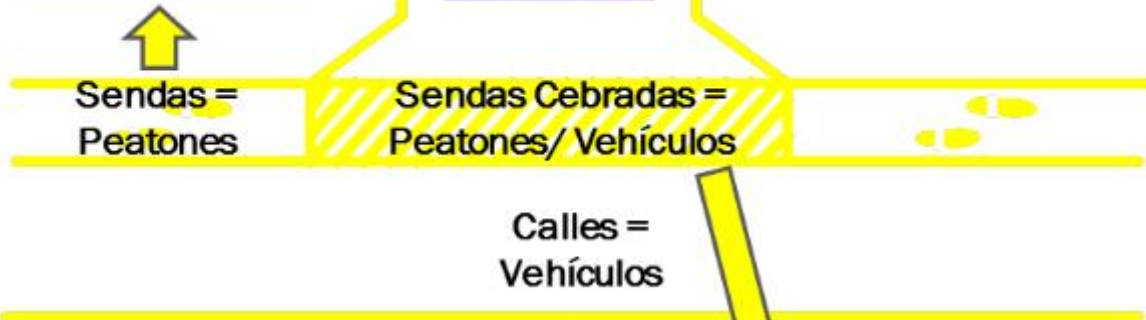 Sendas =
Peatones
Sendas Cebradas =
Peatones/ Vehículos
Calles =
Vehículos